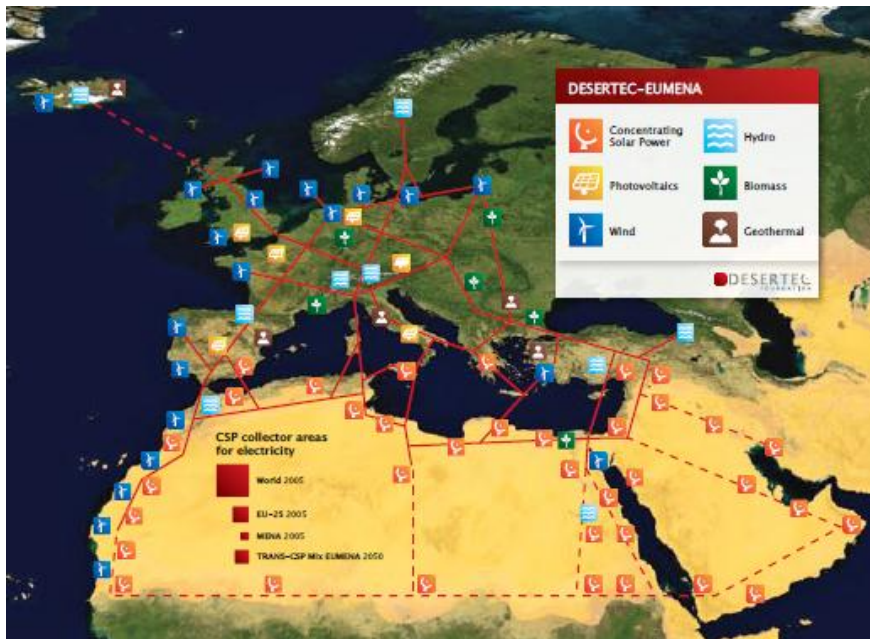 DESERTEC-EUMENA
Concentrating
Solar Power
Hydro
Photovoltaics
Biomass
Wind
Geothermal
DESERTEC
FOUNDATION
CSP collector areas
for electricity
World 2005
EU-25 2005
MENA 2005
TRANS-CSP Mix EUMENA 2050